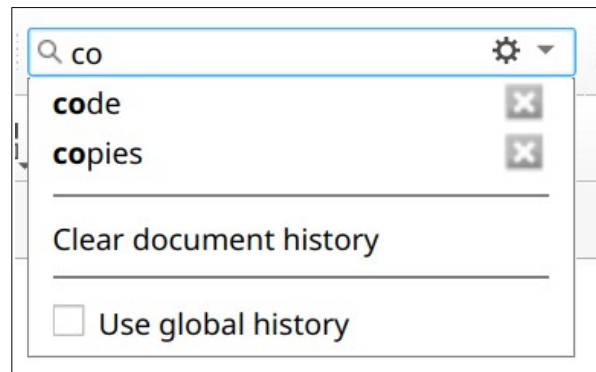 co
code
copies
Clear document history
Use global history